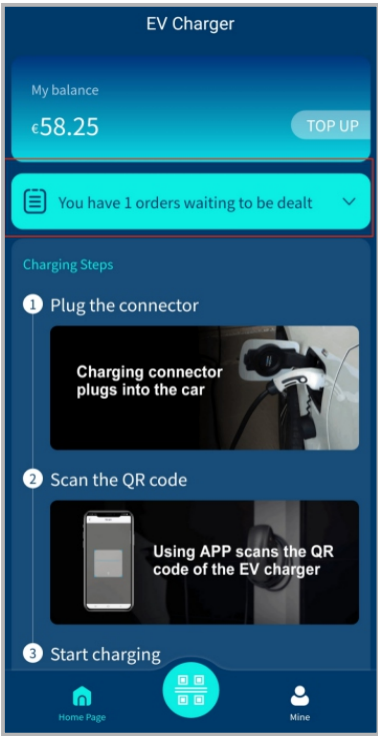 EV Charger
My balance
€58.25
TOP UP
You have 1 orders waiting to be dealt
Charging Steps
1 Plug the connector
Charging connector
plugs into the car
2 Scan the QR code
Using APP scans the QR
code of the EV charger
3 Start charging
Home Page
Mine